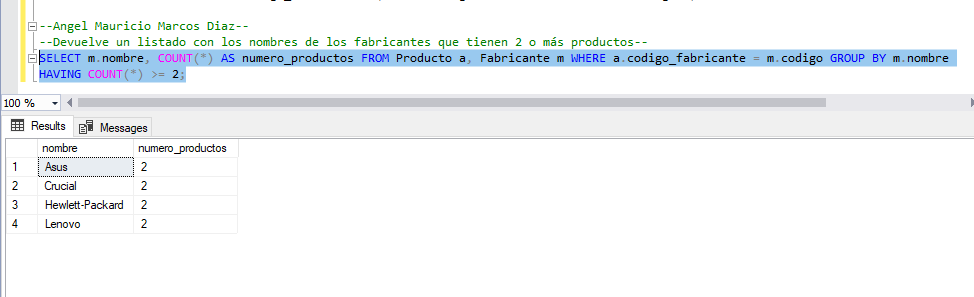 --Angel Mauricio Marcos Diaz--
--Devuelve un listado con los nombres de los fabricantes que tienen 2 o más productos--
SELECT m.nombre, COUNT(*) AS numero_productos FROM Producto a, Fabricante m WHERE a.codigo_fabricante = m.codigo GROUP BY m.nombre
HAVING COUNT(*) >= 2;
100 %
Results Messages
nombre numero_productos
1 Asus 2
2 Crucial 2
3 Hewlett-Packard 2
4 Lenovo 2